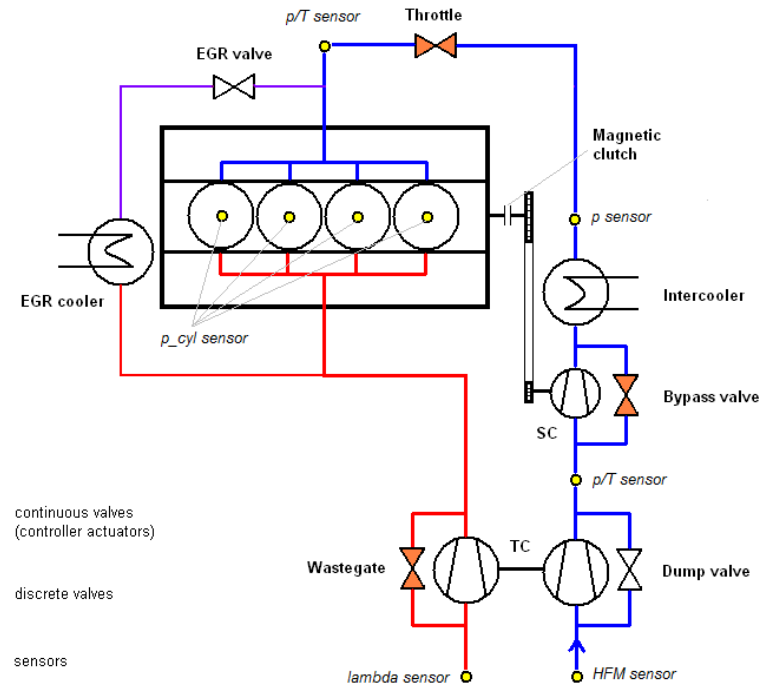 p/T sensor
Throttle
EGR valve
Magnetic
clutch
p sensor
EGR cooler
Intercooler
p_cyl sensor
Bypass valve
SC
p/T sensor
continuous valves
(controller actuators)
TC
Wastegate
Dump valve
discrete valves
sensors
lambda sensor
HFM sensor